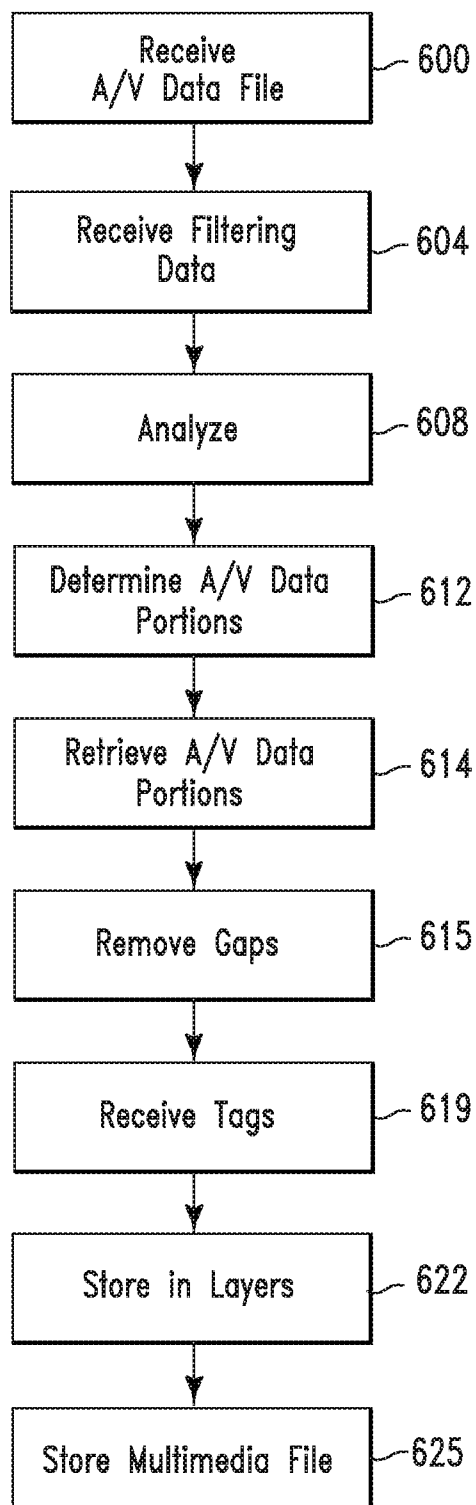 Receive
A/V Data File
600
Receive Filtering
Data
604
Analyze
608
Determine A/V Data
Portions
612
Retrieve A/V Data
Portions
614
Remove Gaps
615
Receive Tags
619
Store in Layers
622
Store Multimedia File
625